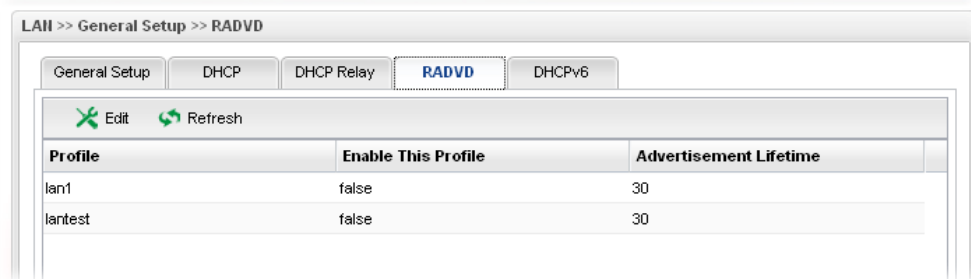 LAN >> General Setup >> RADVD
General Setup DHCP DHCP Relay RADVD DHCPv6
Edit Refresh
Profile Enable This Profile Advertisement Lifetime
lan1 false 30
lantest false 30